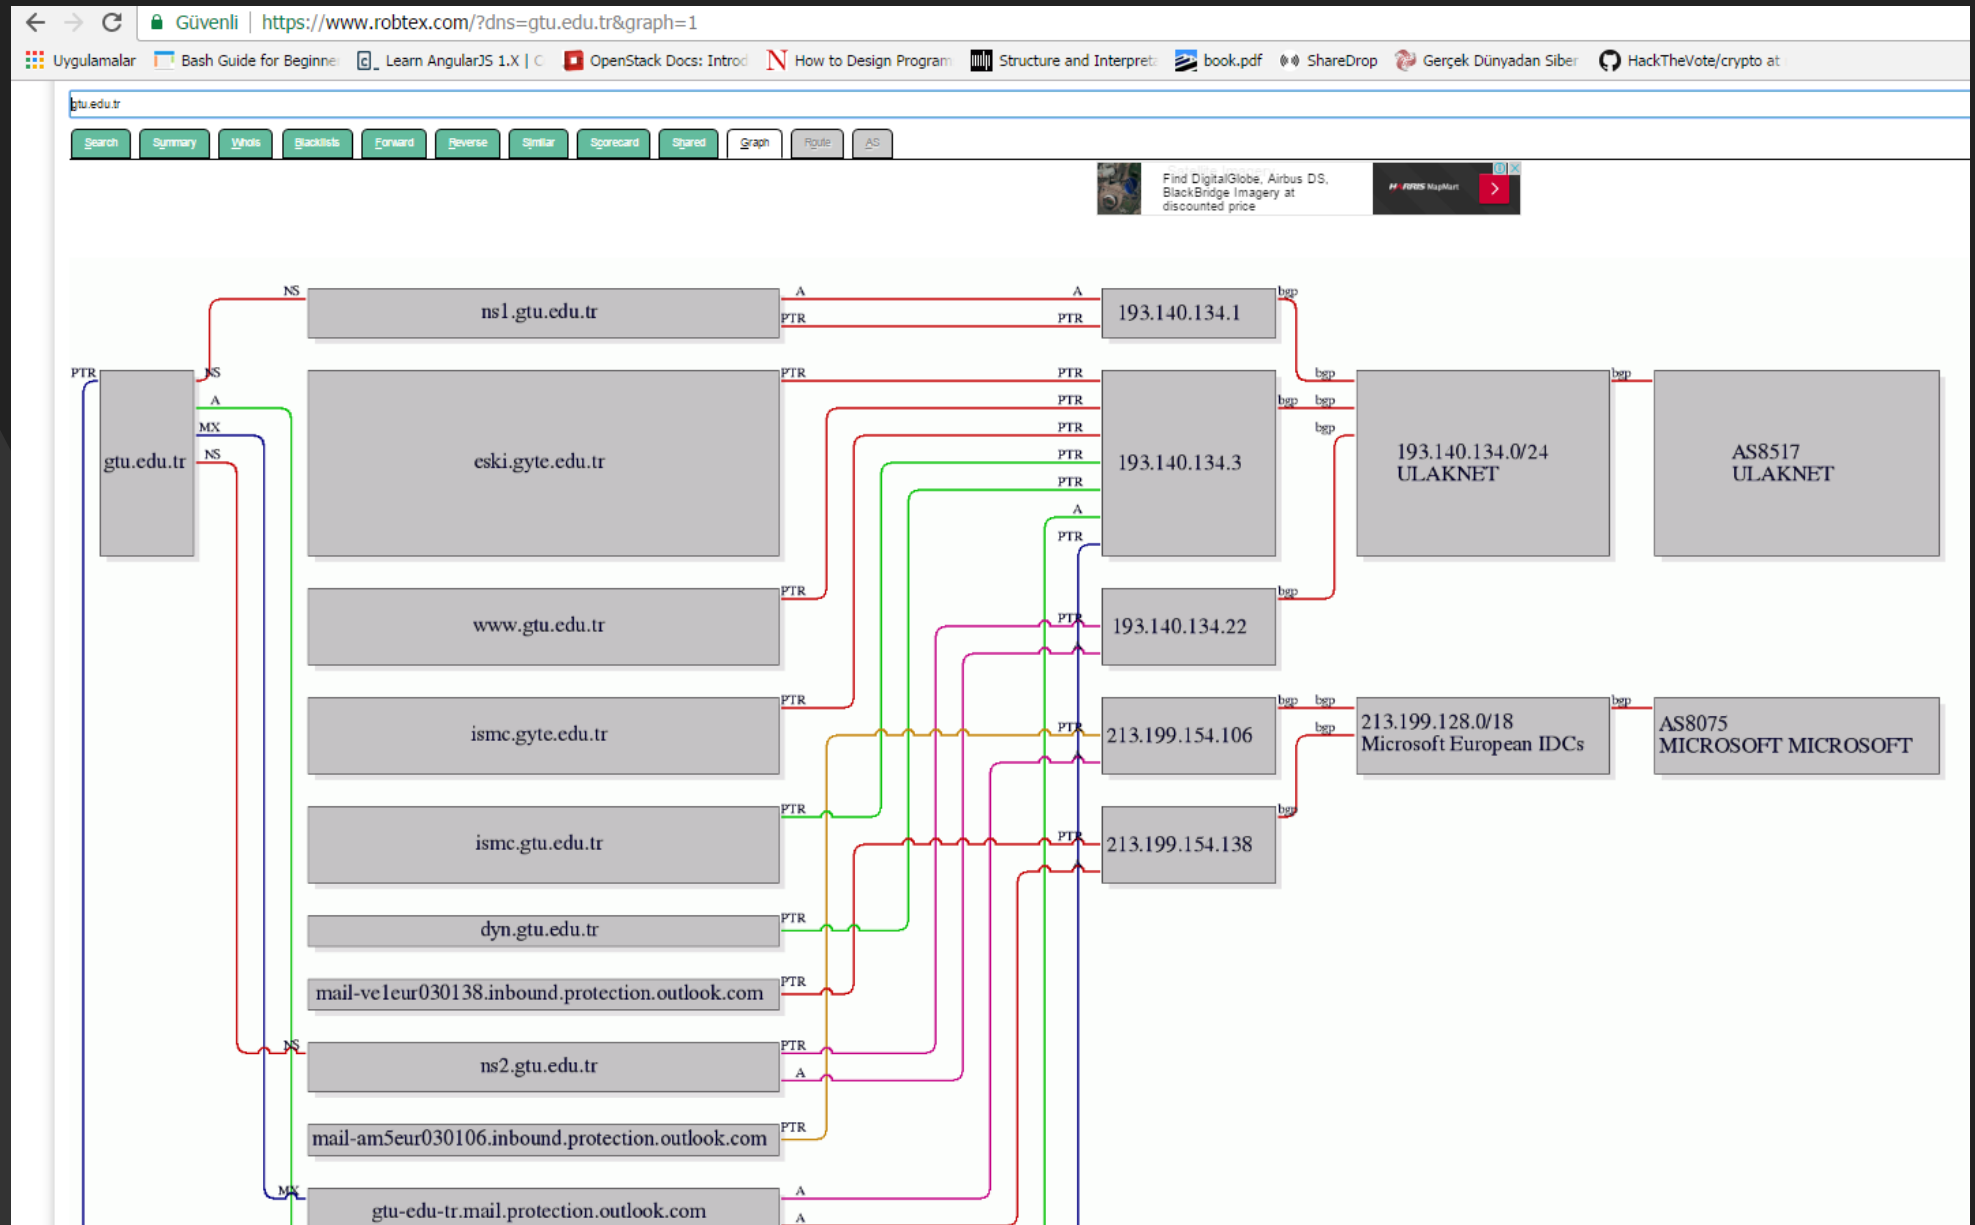 Güvenli | https://www.robtex.com/?dns=gtu.edu.tr&graph=1
Uygulamalar Bash Guide for Beginne Learn AngularJS 1.X | C OpenStack Docs: Introd How to Design Program Structure and Interpret book.pdf ShareDrop Gerçek Dünyadan Siber HackTheVote/crypto at
gtu.edu.tr
Search Summary Whois Blacklists Forward Reverse Similar Scorecard Shared Graph Route AS
Find DigitalGlobe, Airbus DS,
BlackBridge Imagery at
discounted price
HARRIS MapMart
NS A A bgp
ns1.gtu.edu.tr 193.140.134.1
PTR PTR
PTR NS PTR PTR bgp bgp
A PTR bgp bgp
MX PTR bgp
gtu.edu.tr NS eski.gyte.edu.tr PTR 193.140.134.3 193.140.134.0/24 AS8517
ULAKNET ULAKNET
PTR
A
PTR
PTR bgp
www.gtu.edu.tr PTR 193.140.134.22
A
PTR bgp bgp bgp
ismc.gyte.edu.tr PTR 213.199.154.106 bgp 213.199.128.0/18 AS8075
Microsoft European IDCs MICROSOFT MICROSOFT
A
PTR bgp
ismc.gtu.edu.tr PTR 213.199.154.138
A
PTR
dyn.gtu.edu.tr
PTR
mail-ve1eur030138.inbound.protection.outlook.com
NS PTR
ns2.gtu.edu.tr
A
PTR
mail-am5eur030106.inbound.protection.outlook.com
MX A
gtu-edu-tr.mail.protection.outlook.com
A